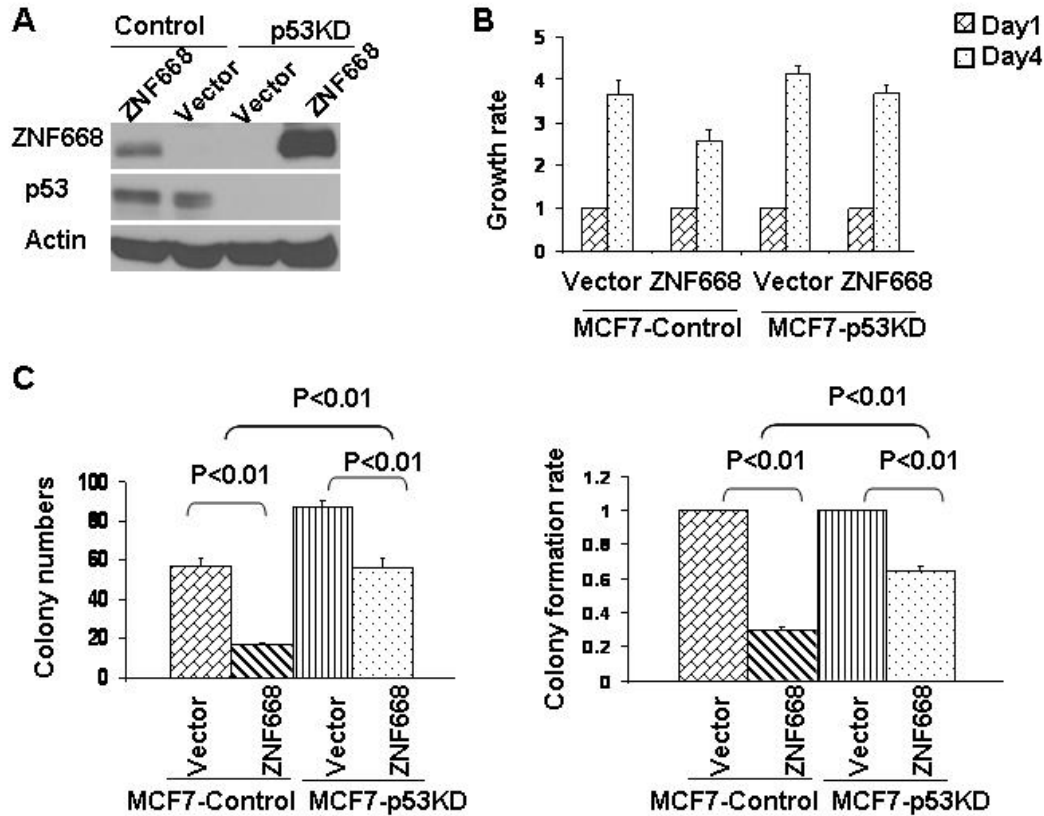 A
Control p53KD
ZNF668 Vector Vector ZNF668
ZNF668
p53
Actin
B
Day1
Day4
Growth rate
5
4
3
2
1
0
Vector ZNF668 Vector ZNF668
MCF7-Control MCF7-p53KD
C
P<0.01
P<0.01 P<0.01
Colony numbers
100
80
60
40
20
0
Vector ZNF668 Vector ZNF668
MCF7-Control MCF7-p53KD
P<0.01
P<0.01 P<0.01
Colony formation rate
1.2
1
0.8
0.6
0.4
0.2
0
Vector ZNF668 Vector ZNF668
MCF7-Control MCF7-p53KD